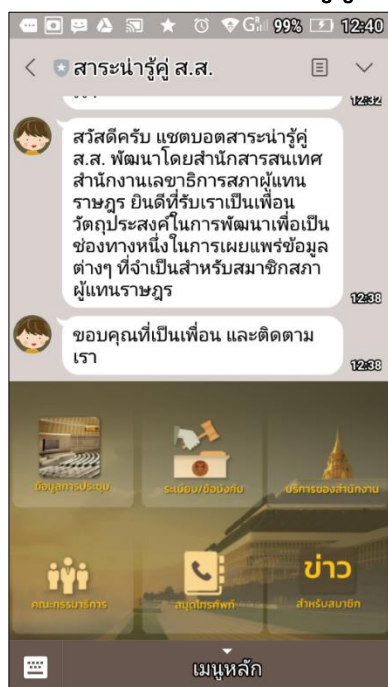 99% 12:40
สาระน่ารู้คู่ ส.ส.
12:32
สวัสดีครับ แชตบอตสาระน่ารู้คู่
ส.ส. พัฒนาโดยสำนักสารสนเทศ
สำนักงานเลขาธิการสภาผู้แทน
ราษฎร ยินดีที่รับเราเป็นเพื่อน
วัตถุประสงค์ในการพัฒนาเพื่อเป็น
ช่องทางหนึ่งในการเผยแพร่ข้อมูล
ต่างๆ ที่จำเป็นสำหรับสมาชิกสภา
ผู้แทนราษฎร
12:38
ขอบคุณที่เป็นเพื่อน และติดตาม
เรา
12:38
ข้อมูลการประชุม ระเบียบ/ข้อบังคับ บริการของสำนักงาน
ข่าว
คณะกรรมาธิการ สมุดโทรศัพท์ สำหรับสมาชิก
เมนูหลัก